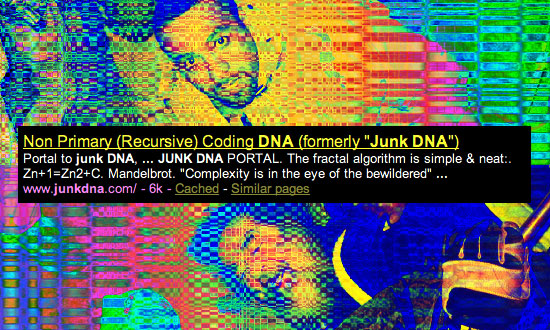 Non Primary (Recursive) Coding DNA (formerly "Junk DNA")
Portal to junk DNA, ... JUNK DNA PORTAL. The fractal algorithm is simple & neat:.
Zn+1=Zn2+C. Mandelbrot. "Complexity is in the eye of the bewildered" ...
www.junkdna.com/ - 6k - Cached - Similar pages